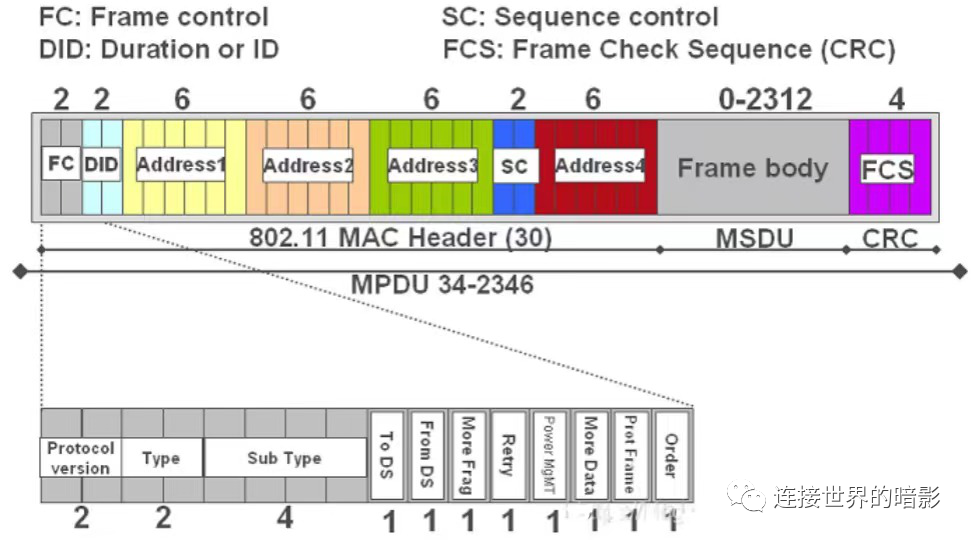 FC: Frame control
SC: Sequence control
DID: Duration or ID
FCS: Frame Check Sequence (CRC)
2 2 6 6 6 2 6 0-2312 4
FC DID Address1 Address2 Address3 SC Address4 Frame body FCS
802.11 MAC Header (30) MSDU CRC
MPDU 34-2346
Protocol version Type Sub Type To DS From DS More Frag Retry Power MgMT More Data Prot Frame Order
2 2 4 1 1 1 1 1 1 1 1
连接世界的暗影